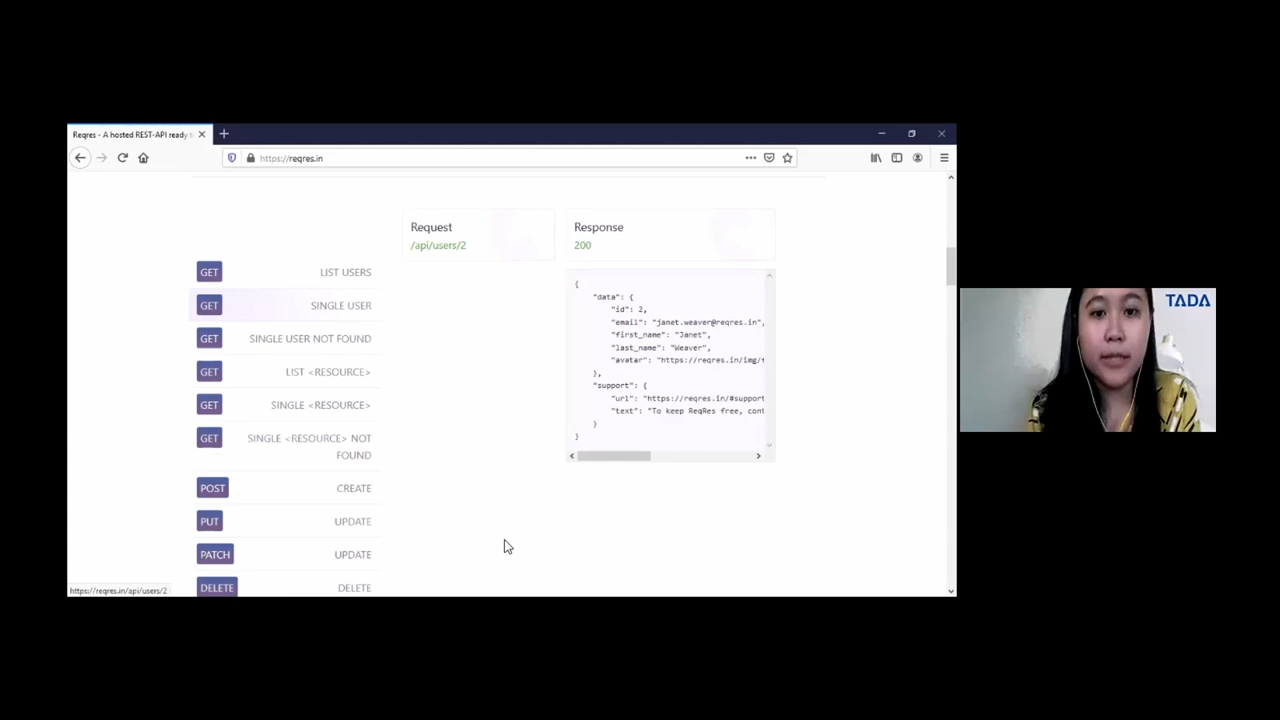 Reqres - A hosted REST-API ready t
https://reqres.in
Request
/api/users/2
Response
200
GET LIST USERS
GET SINGLE USER
GET SINGLE USER NOT FOUND
GET LIST <RESOURCE>
GET SINGLE <RESOURCE>
GET SINGLE <RESOURCE> NOT
FOUND
POST CREATE
PUT UPDATE
PATCH UPDATE
DELETE DELETE
{
"data": {
"id": 2,
"email": "janet.weaver@reqres.in",
"first_name": "Janet",
"last_name": "Weaver",
"avatar": "https://reqres.in/img/f
},
"support": {
"url": "https://reqres.in/#support
"text": "To keep ReqRes free, cont
}
}
https://reqres.in/api/users/2
TADA